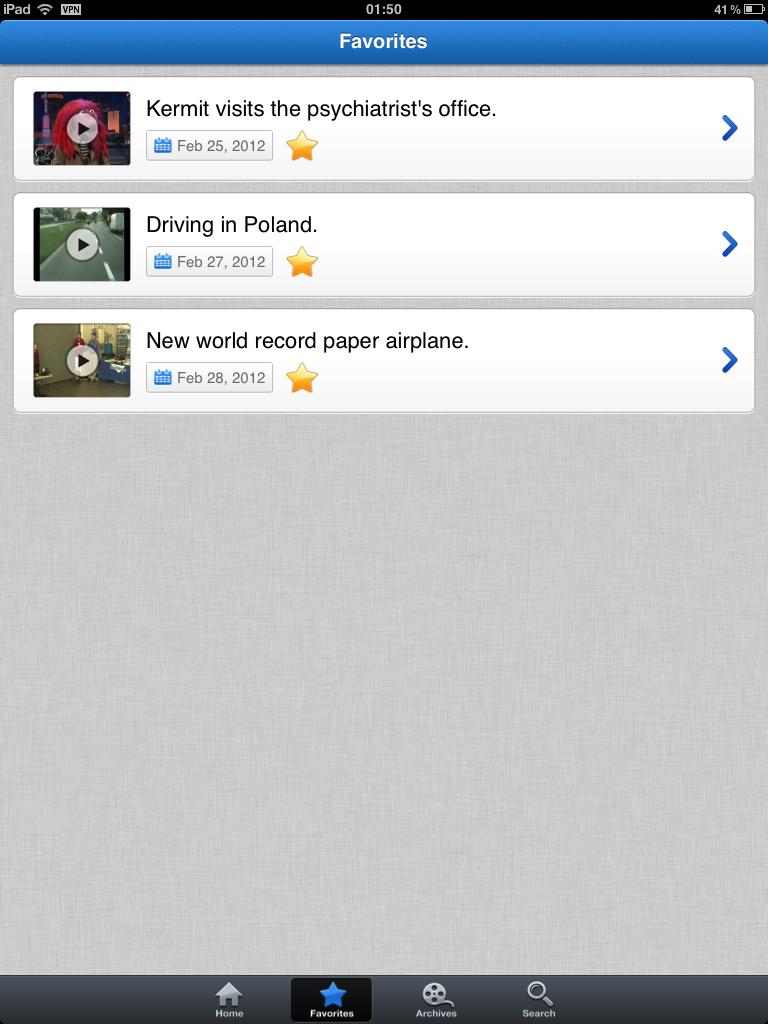 iPad VPN 01:50 41 %
Favorites
Kermit visits the psychiatrist's office.
Feb 25, 2012
Driving in Poland.
Feb 27, 2012
New world record paper airplane.
Feb 28, 2012
Home Favorites Archives Search